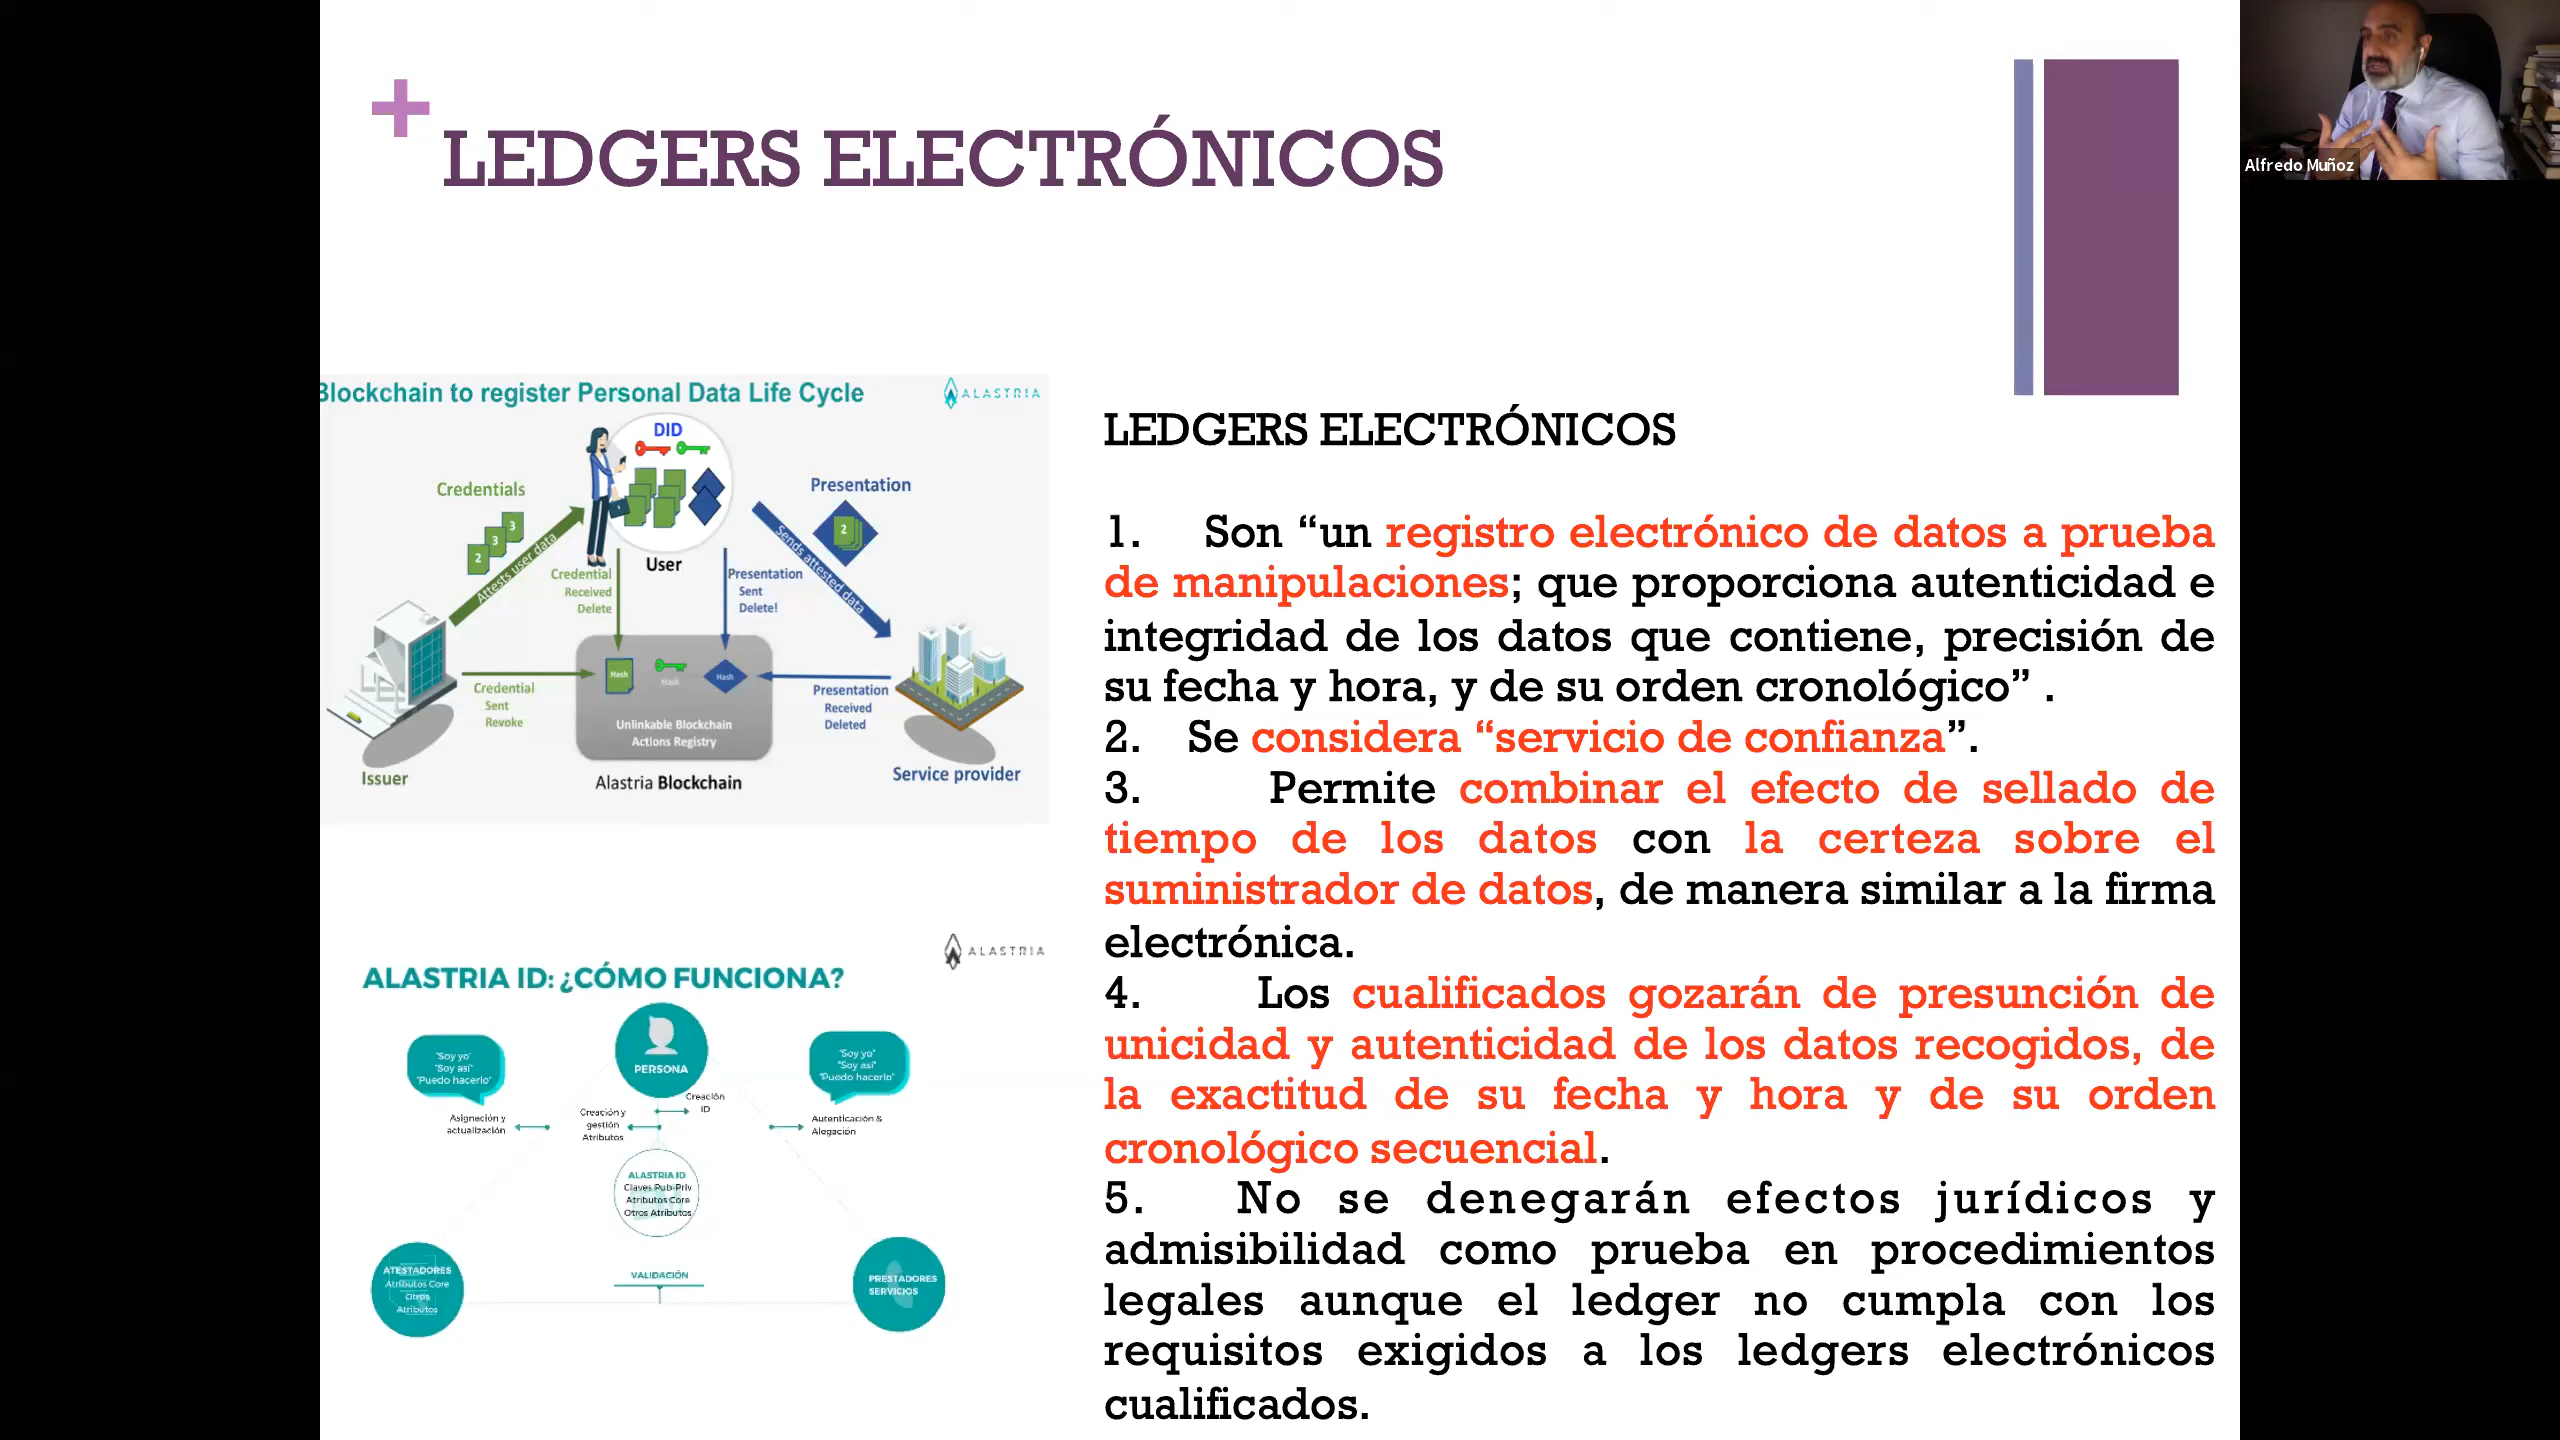 +
LEDGERS ELECTRÓNICOS
Alfredo Muñoz
Blockchain to register Personal Data Life Cycle
ALASTRIA
DID
Credentials
3
3
2
Attests user data
User
Presentation
2
Sends attested data
Credential
Received
Delete
Presentation
Sent
Delete!
Hash
Hash
Hash
Credential
Sent
Revoke
Presentation
Received
Deleted
Unlinkable Blockchain
Actions Registry
Issuer
Alastria Blockchain
Service provider
ALASTRIA
ALASTRIA ID: ¿CÓMO FUNCIONA?
"Soy yo"
"Soy asi"
"Puedo hacerlo"
PERSONA
"Soy yo"
"Soy asi"
"Puedo hacerlo"
Asignación y
actualización
Creación y
gestión
Atributos
Creación
ID
Autenticación &
Alegación
ALASTRIA ID
Claves Pub-Priv
Atributos Core
Otros Atributos
ATESTADORES
Atributos Core
Otros
Atributos
VALIDACIÓN
PRESTADORES
SERVICIOS
LEDGERS ELECTRÓNICOS
1. Son “un registro electrónico de datos a prueba
de manipulaciones; que proporciona autenticidad e
integridad de los datos que contiene, precisión de
su fecha y hora, y de su orden cronológico” .
2. Se considera “servicio de confianza”.
3. Permite combinar el efecto de sellado de
tiempo de los datos con la certeza sobre el
suministrador de datos, de manera similar a la firma
electrónica.
4. Los cualificados gozarán de presunción de
unicidad y autenticidad de los datos recogidos, de
la exactitud de su fecha y hora y de su orden
cronológico secuencial.
5. No se denegarán efectos jurídicos y
admisibilidad como prueba en procedimientos
legales aunque el ledger no cumpla con los
requisitos exigidos a los ledgers electrónicos
cualificados.